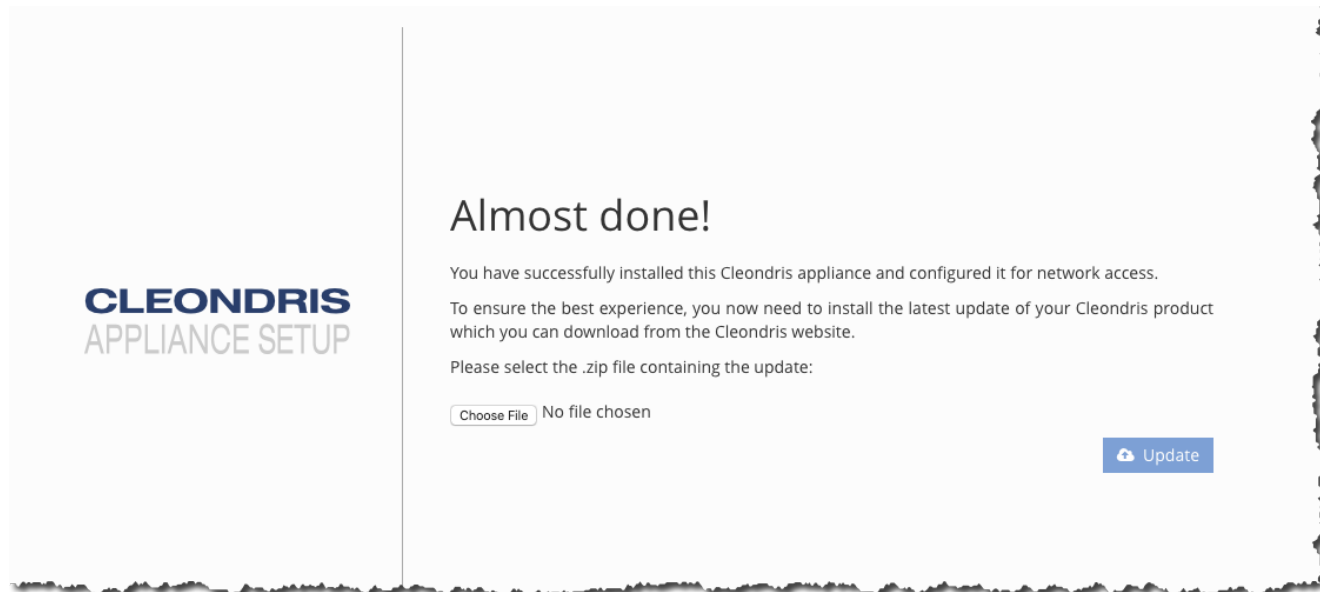 CLEONDRIS
APPLIANCE SETUP
Almost done!
You have successfully installed this Cleondris appliance and configured it for network access.
To ensure the best experience, you now need to install the latest update of your Cleondris product
which you can download from the Cleondris website.
Please select the .zip file containing the update:
Choose File No file chosen
Update